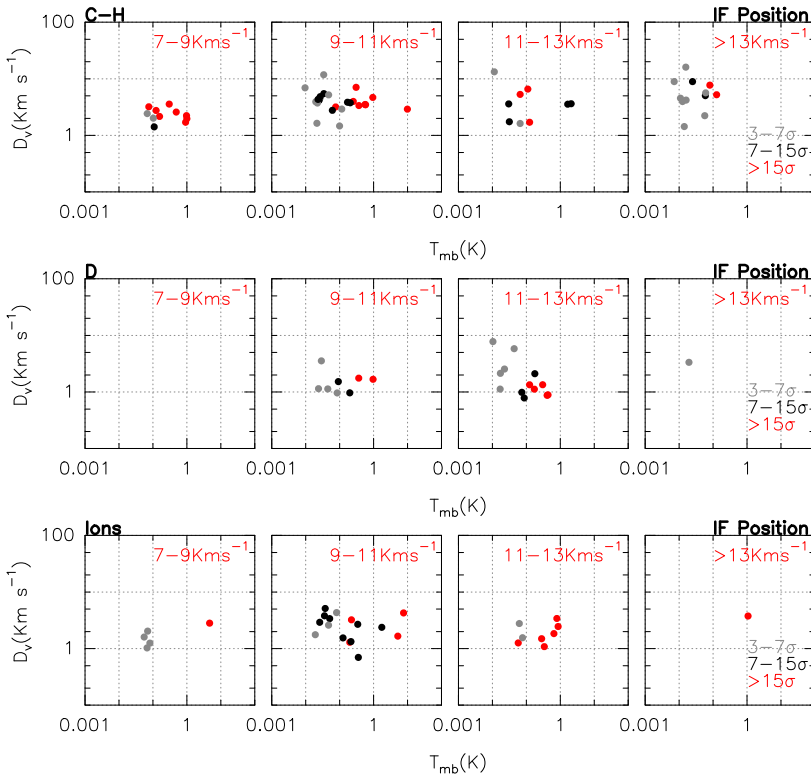 C−H IF Position
100 7−9Kms⁻¹ 9−11Kms⁻¹ 11−13Kms⁻¹ >13Kms⁻¹
Dᵥ(Km s⁻¹)
1
3−7σ
7−15σ
>15σ
0.001 1 0.001 1 0.001 1 0.001 1
T_mb(K)
D IF Position
100 7−9Kms⁻¹ 9−11Kms⁻¹ 11−13Kms⁻¹ >13Kms⁻¹
Dᵥ(Km s⁻¹)
1
3−7σ
7−15σ
>15σ
0.001 1 0.001 1 0.001 1 0.001 1
T_mb(K)
Ions IF Position
100 7−9Kms⁻¹ 9−11Kms⁻¹ 11−13Kms⁻¹ >13Kms⁻¹
Dᵥ(Km s⁻¹)
1
3−7σ
7−15σ
>15σ
0.001 1 0.001 1 0.001 1 0.001 1
T_mb(K)